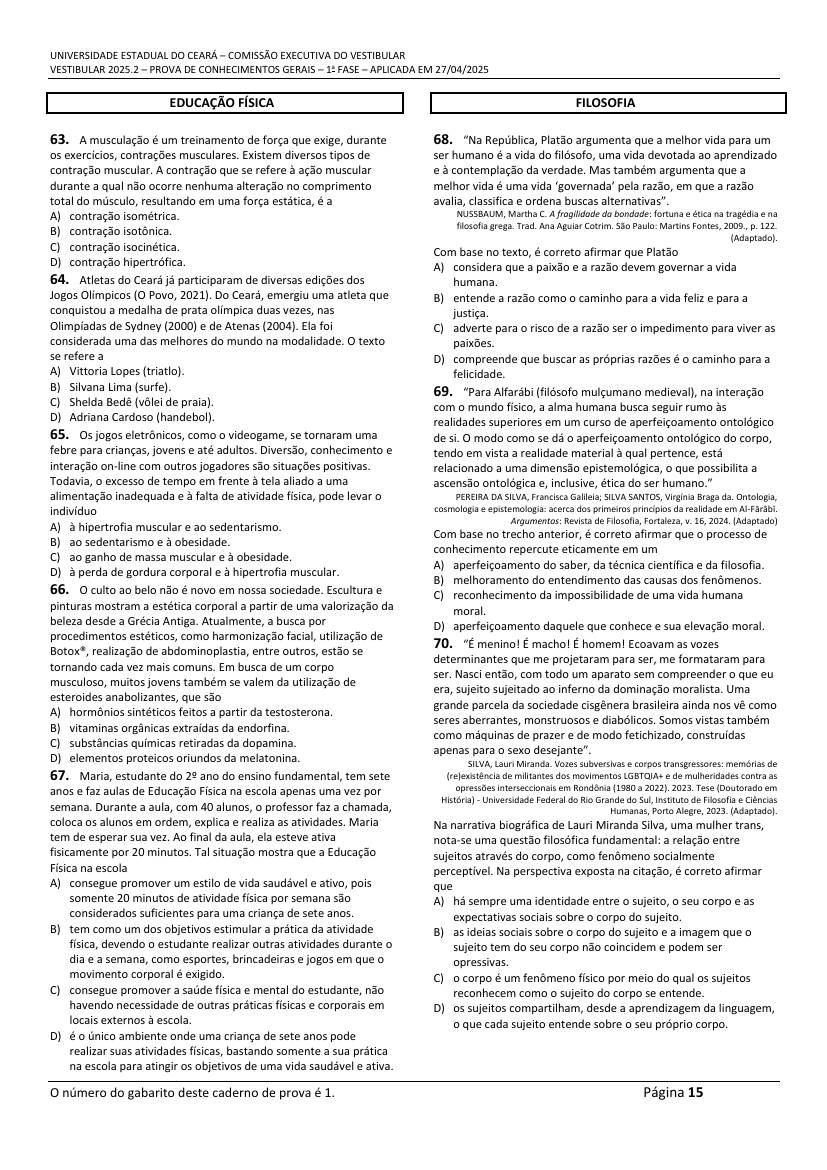 UNIVERSIDADE ESTADUAL DO CEARÁ – COMISSÃO EXECUTIVA DO VESTIBULAR
VESTIBULAR 2025.2 – PROVA DE CONHECIMENTOS GERAIS – 1ª FASE – APLICADA EM 27/04/2025
EDUCAÇÃO FÍSICA
63. A musculação é um treinamento de força que exige, durante
os exercícios, contrações musculares. Existem diversos tipos de
contração muscular. A contração que se refere à ação muscular
durante a qual não ocorre nenhuma alteração no comprimento
total do músculo, resultando em uma força estática, é a
A) contração isométrica.
B) contração isotônica.
C) contração isocinética.
D) contração hipertrófica.
64. Atletas do Ceará já participaram de diversas edições dos
Jogos Olímpicos (O Povo, 2021). Do Ceará, emergiu uma atleta que
conquistou a medalha de prata olímpica duas vezes, nas
Olimpíadas de Sydney (2000) e de Atenas (2004). Ela foi
considerada uma das melhores do mundo na modalidade. O texto
se refere a
A) Vittoria Lopes (triatlo).
B) Silvana Lima (surfe).
C) Shelda Bedê (vôlei de praia).
D) Adriana Cardoso (handebol).
65. Os jogos eletrônicos, como o videogame, se tornaram uma
febre para crianças, jovens e até adultos. Diversão, conhecimento e
interação on-line com outros jogadores são situações positivas.
Todavia, o excesso de tempo em frente à tela aliado a uma
alimentação inadequada e à falta de atividade física, pode levar o
indivíduo
A) à hipertrofia muscular e ao sedentarismo.
B) ao sedentarismo e à obesidade.
C) ao ganho de massa muscular e à obesidade.
D) à perda de gordura corporal e à hipertrofia muscular.
66. O culto ao belo não é novo em nossa sociedade. Escultura e
pinturas mostram a estética corporal a partir de uma valorização da
beleza desde a Grécia Antiga. Atualmente, a busca por
procedimentos estéticos, como harmonização facial, utilização de
Botox®, realização de abdominoplastia, entre outros, estão se
tornando cada vez mais comuns. Em busca de um corpo
musculoso, muitos jovens também se valem da utilização de
esteroides anabolizantes, que são
A) hormônios sintéticos feitos a partir da testosterona.
B) vitaminas orgânicas extraídas da endorfina.
C) substâncias químicas retiradas da dopamina.
D) elementos proteicos oriundos da melatonina.
67. Maria, estudante do 2º ano do ensino fundamental, tem sete
anos e faz aulas de Educação Física na escola apenas uma vez por
semana. Durante a aula, com 40 alunos, o professor faz a chamada,
coloca os alunos em ordem, explica e realiza as atividades. Maria
tem de esperar sua vez. Ao final da aula, ela esteve ativa
fisicamente por 20 minutos. Tal situação mostra que a Educação
Física na escola
A) consegue promover um estilo de vida saudável e ativo, pois
somente 20 minutos de atividade física por semana são
considerados suficientes para uma criança de sete anos.
B) tem como um dos objetivos estimular a prática da atividade
física, devendo o estudante realizar outras atividades durante o
dia e a semana, como esportes, brincadeiras e jogos em que o
movimento corporal é exigido.
C) consegue promover a saúde física e mental do estudante, não
havendo necessidade de outras práticas físicas e corporais em
locais externos à escola.
D) é o único ambiente onde uma criança de sete anos pode
realizar suas atividades físicas, bastando somente a sua prática
na escola para atingir os objetivos de uma vida saudável e ativa.
FILOSOFIA
68. “Na República, Platão argumenta que a melhor vida para um
ser humano é a vida do filósofo, uma vida devotada ao aprendizado
e à contemplação da verdade. Mas também argumenta que a
melhor vida é uma vida ‘governada’ pela razão, em que a razão
avalia, classifica e ordena buscas alternativas”.
NUSSBAUM, Martha C. A fragilidade da bondade: fortuna e ética na tragédia e na
filosofia grega. Trad. Ana Aguiar Cotrim. São Paulo: Martins Fontes, 2009., p. 122.
(Adaptado).
Com base no texto, é correto afirmar que Platão
A) considera que a paixão e a razão devem governar a vida
humana.
B) entende a razão como o caminho para a vida feliz e para a
justiça.
C) adverte para o risco de a razão ser o impedimento para viver as
paixões.
D) compreende que buscar as próprias razões é o caminho para a
felicidade.
69. “Para Alfarábi (filósofo mulçumano medieval), na interação
com o mundo físico, a alma humana busca seguir rumo às
realidades superiores em um curso de aperfeiçoamento ontológico
de si. O modo como se dá o aperfeiçoamento ontológico do corpo,
tendo em vista a realidade material à qual pertence, está
relacionado a uma dimensão epistemológica, o que possibilita a
ascensão ontológica e, inclusive, ética do ser humano.”
PEREIRA DA SILVA, Francisca Galileia; SILVA SANTOS, Virgínia Braga da. Ontologia,
cosmologia e epistemologia: acerca dos primeiros princípios da realidade em Al-Fārābī.
Argumentos: Revista de Filosofia, Fortaleza, v. 16, 2024. (Adaptado)
Com base no trecho anterior, é correto afirmar que o processo de
conhecimento repercute eticamente em um
A) aperfeiçoamento do saber, da técnica científica e da filosofia.
B) melhoramento do entendimento das causas dos fenômenos.
C) reconhecimento da impossibilidade de uma vida humana
moral.
D) aperfeiçoamento daquele que conhece e sua elevação moral.
70. “É menino! É macho! É homem! Ecoavam as vozes
determinantes que me projetaram para ser, me formataram para
ser. Nasci então, com todo um aparato sem compreender o que eu
era, sujeito sujeitado ao inferno da dominação moralista. Uma
grande parcela da sociedade cisgênera brasileira ainda nos vê como
seres aberrantes, monstruosos e diabólicos. Somos vistas também
como máquinas de prazer e de modo fetichizado, construídas
apenas para o sexo desejante”.
SILVA, Lauri Miranda. Vozes subversivas e corpos transgressores: memórias de
(re)existência de militantes dos movimentos LGBTQIA+ e de mulheridades contra as
opressões interseccionais em Rondônia (1980 a 2022). 2023. Tese (Doutorado em
História) - Universidade Federal do Rio Grande do Sul, Instituto de Filosofia e Ciências
Humanas, Porto Alegre, 2023. (Adaptado).
Na narrativa biográfica de Lauri Miranda Silva, uma mulher trans,
nota-se uma questão filosófica fundamental: a relação entre
sujeitos através do corpo, como fenômeno socialmente
perceptível. Na perspectiva exposta na citação, é correto afirmar
que
A) há sempre uma identidade entre o sujeito, o seu corpo e as
expectativas sociais sobre o corpo do sujeito.
B) as ideias sociais sobre o corpo do sujeito e a imagem que o
sujeito tem do seu corpo não coincidem e podem ser
opressivas.
C) o corpo é um fenômeno físico por meio do qual os sujeitos
reconhecem como o sujeito do corpo se entende.
D) os sujeitos compartilham, desde a aprendizagem da linguagem,
o que cada sujeito entende sobre o seu próprio corpo.
O número do gabarito deste caderno de prova é 1.
Página 15